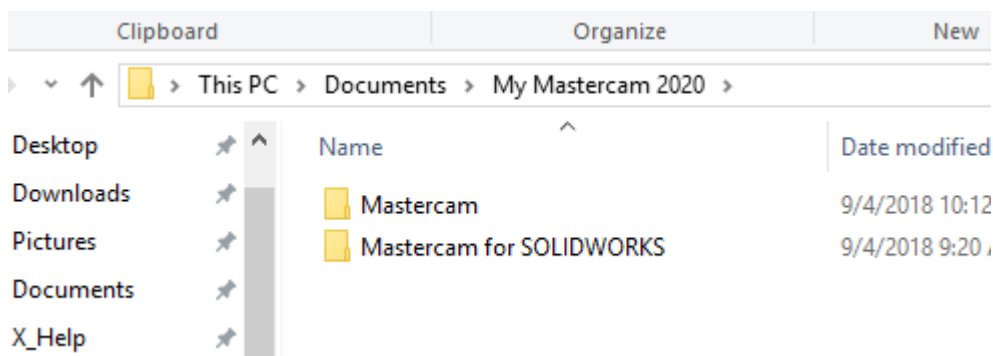 Clipboard Organize New
This PC > Documents > My Mastercam 2020 >
Desktop
Downloads
Pictures
Documents
X_Help
Name Date modified
Mastercam 9/4/2018 10:12
Mastercam for SOLIDWORKS 9/4/2018 9:20